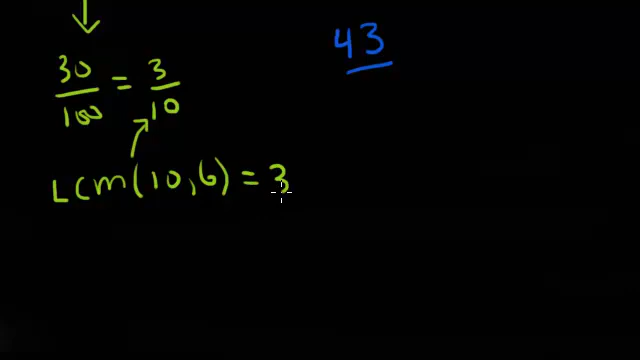 43
30/100 = 3/10
LCM(10,6) = 3